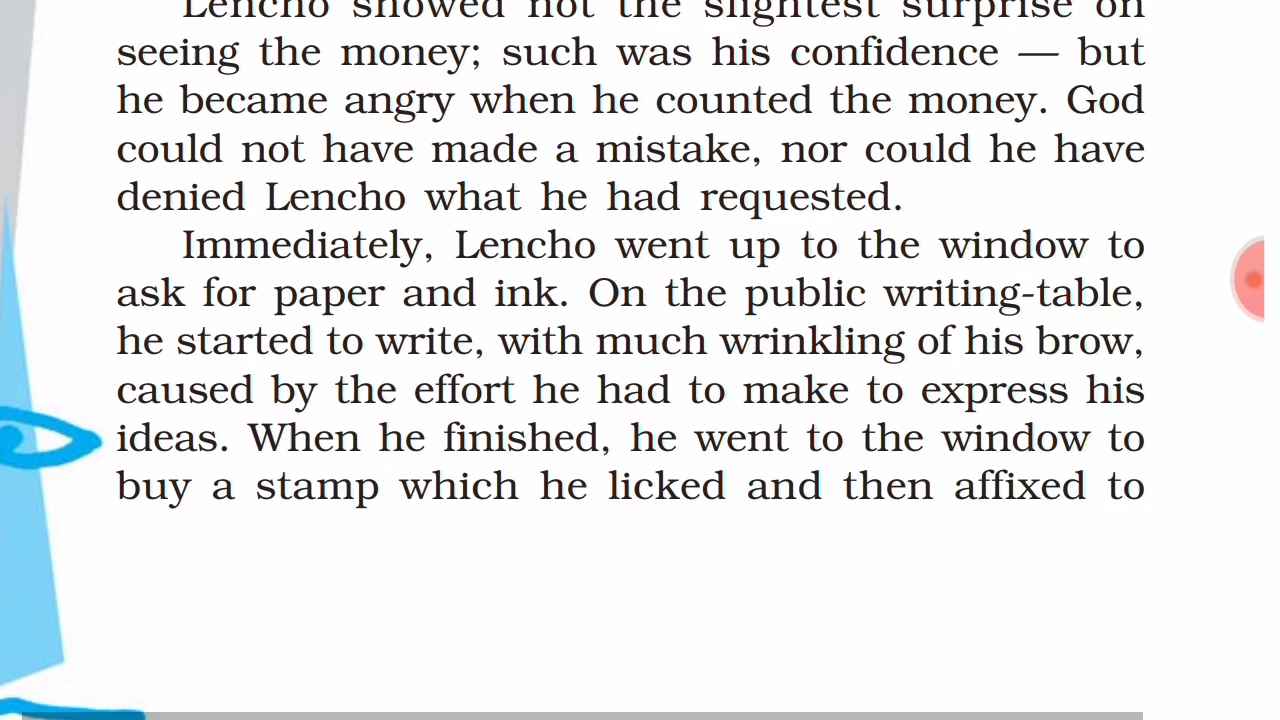 Lencho showed not the slightest surprise on
seeing the money; such was his confidence — but
he became angry when he counted the money. God
could not have made a mistake, nor could he have
denied Lencho what he had requested.
Immediately, Lencho went up to the window to
ask for paper and ink. On the public writing-table,
he started to write, with much wrinkling of his brow,
caused by the effort he had to make to express his
ideas. When he finished, he went to the window to
buy a stamp which he licked and then affixed to